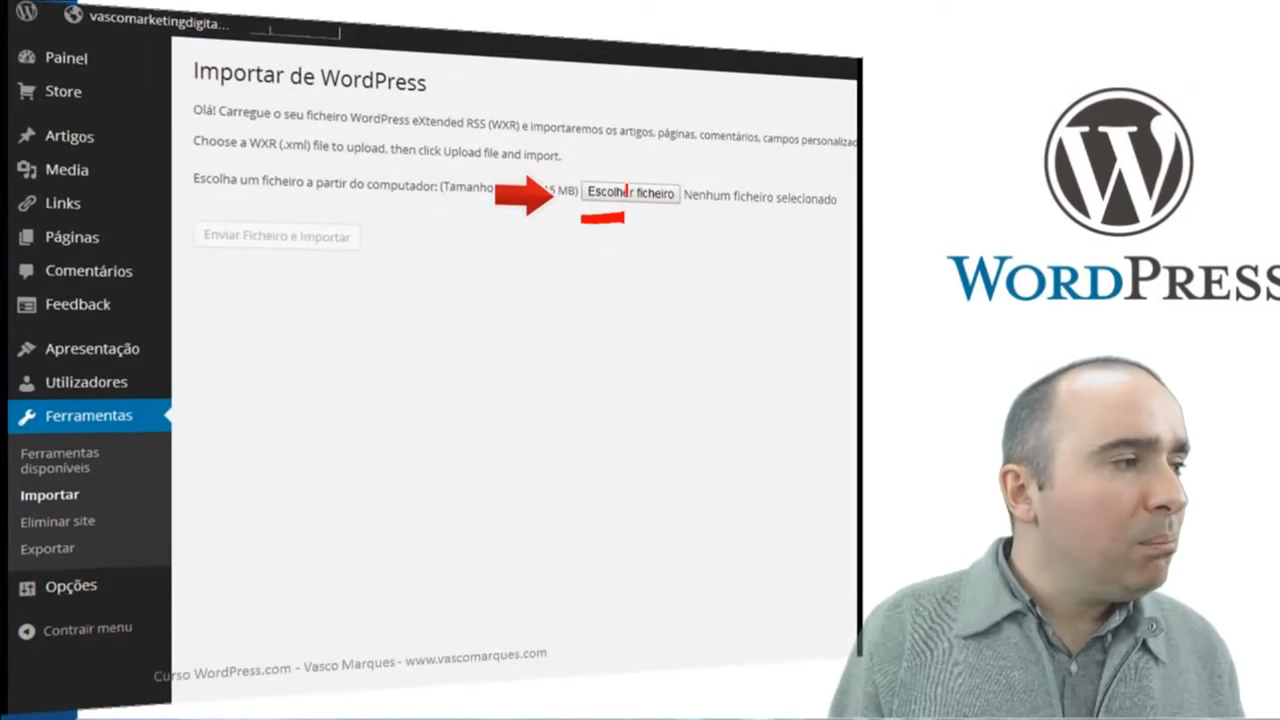 vascomarketingdigita...
Painel
Store
Artigos
Media
Links
Páginas
Comentários
Feedback
Apresentação
Utilizadores
Ferramentas
Ferramentas
disponíveis
Importar
Eliminar site
Exportar
Opções
Contrair menu
Importar de WordPress
Olá! Carregue o seu ficheiro WordPress eXtended RSS (WXR) e importaremos os artigos, páginas, comentários, campos
Choose a WXR (.xml) file to upload, then click Upload file and import.
Escolha um ficheiro a partir do computador: (Tamanho MB) Escolher ficheiro Nenhum ficheiro selecionado
Enviar Ficheiro e Importar
Curso WordPress.com - Vasco Marques - www.vascomarques.com
WORDPRESS